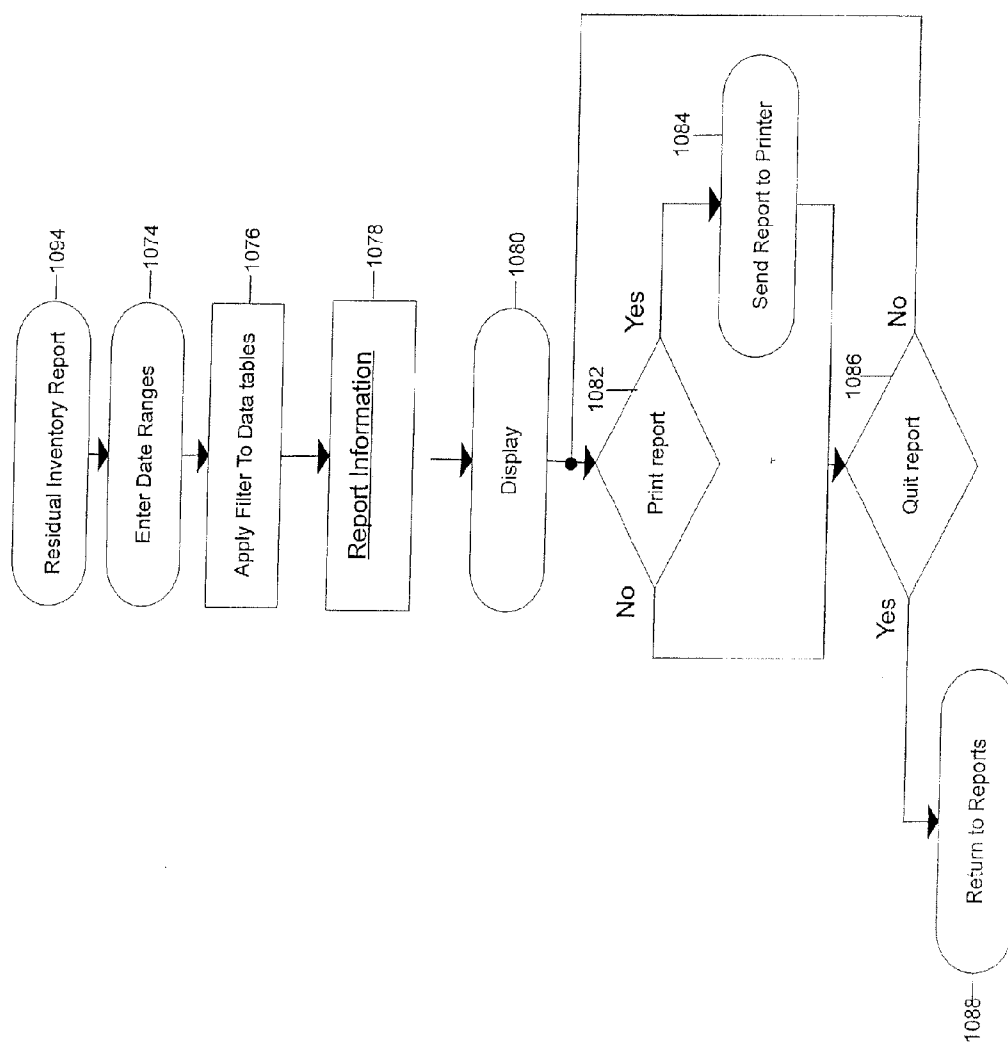 Residual Inventory Report
1094
Enter Date Ranges
1074
Apply Filter To Data tables
1076
Report Information
1078
Display
1080
Print report
1082
Yes
No
Send Report to Printer
1084
Quit report
1086
No
Yes
Return to Reports
1088